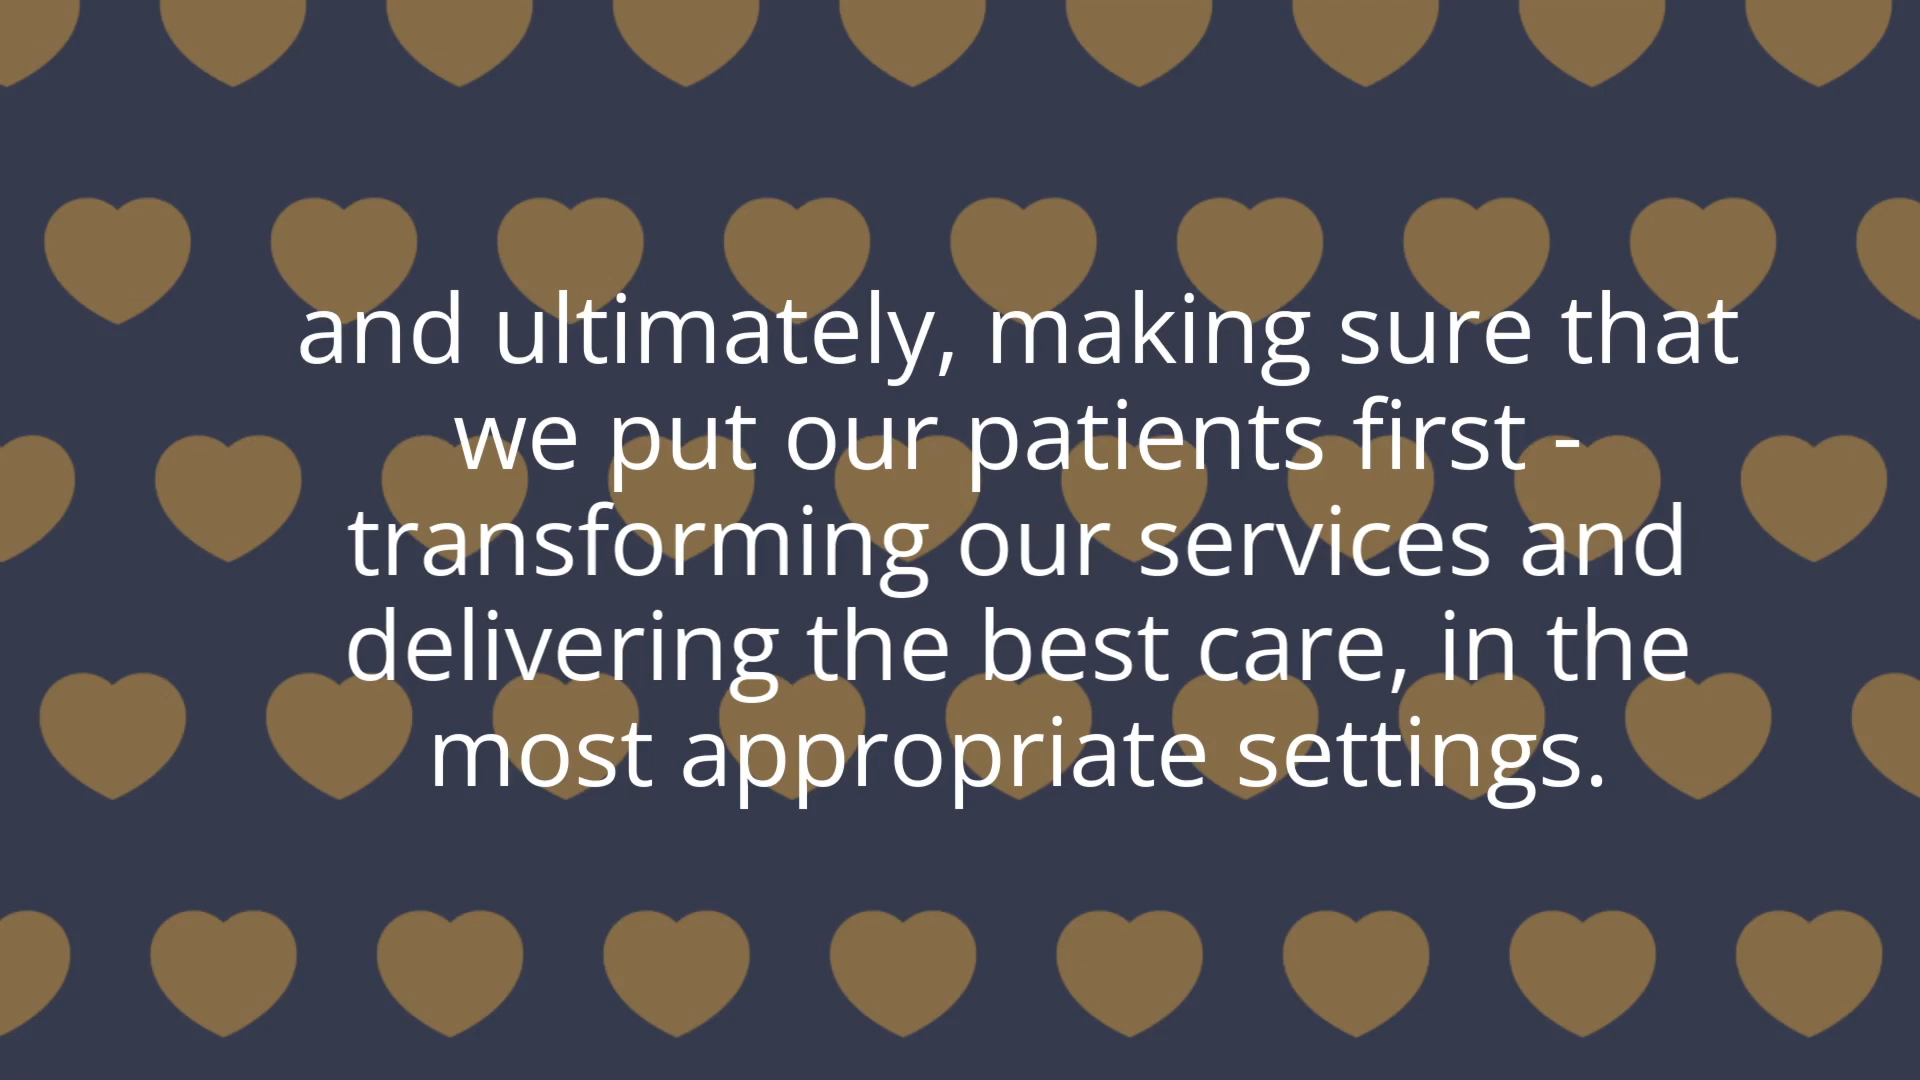 and ultimately, making sure that
we put our patients first -
transforming our services and
delivering the best care, in the
most appropriate settings.